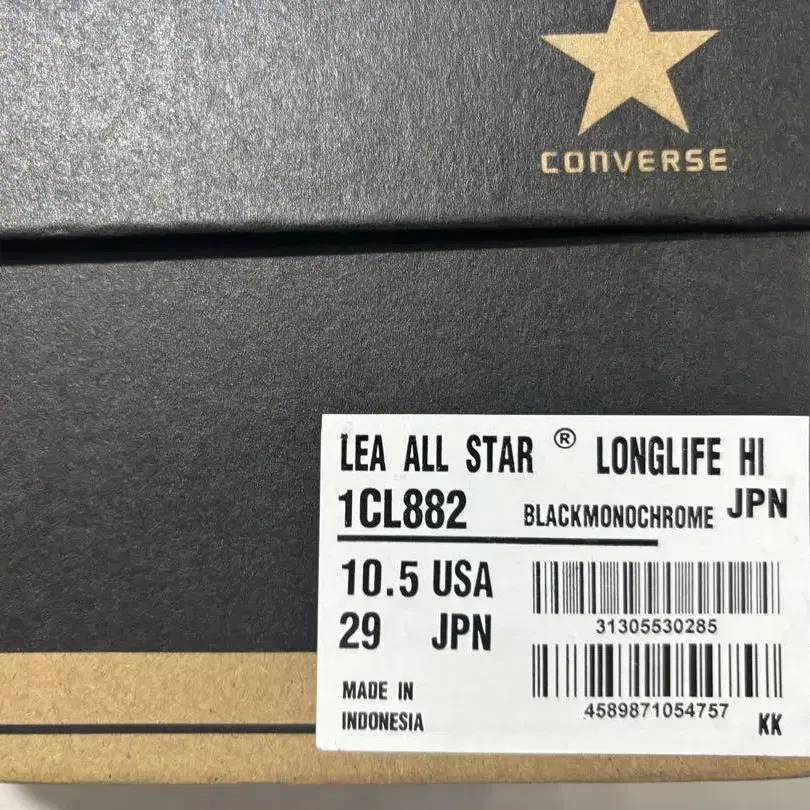 CONVERSE
LEA ALL STAR ® LONGLIFE HI
1CL882 BLACKMONOCHROME JPN
10.5 USA
29 JPN
31305530285
MADE IN
INDONESIA
4589871054757
KK